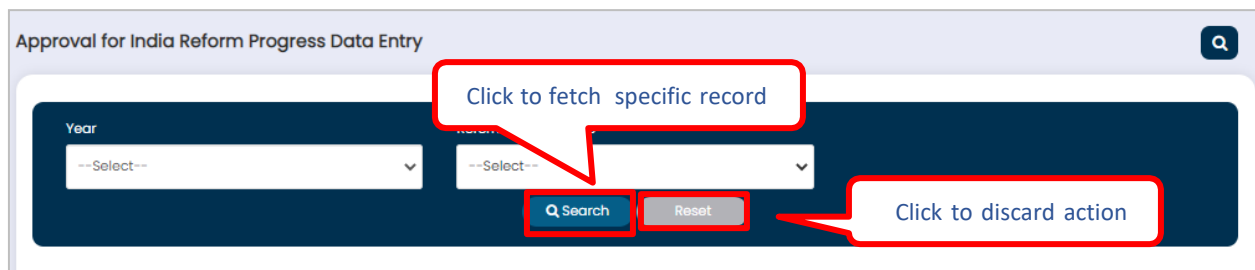 Approval for India Reform Progress Data Entry
Click to fetch specific record
Year
--Select--
--Select--
Search
Reset
Click to discard action